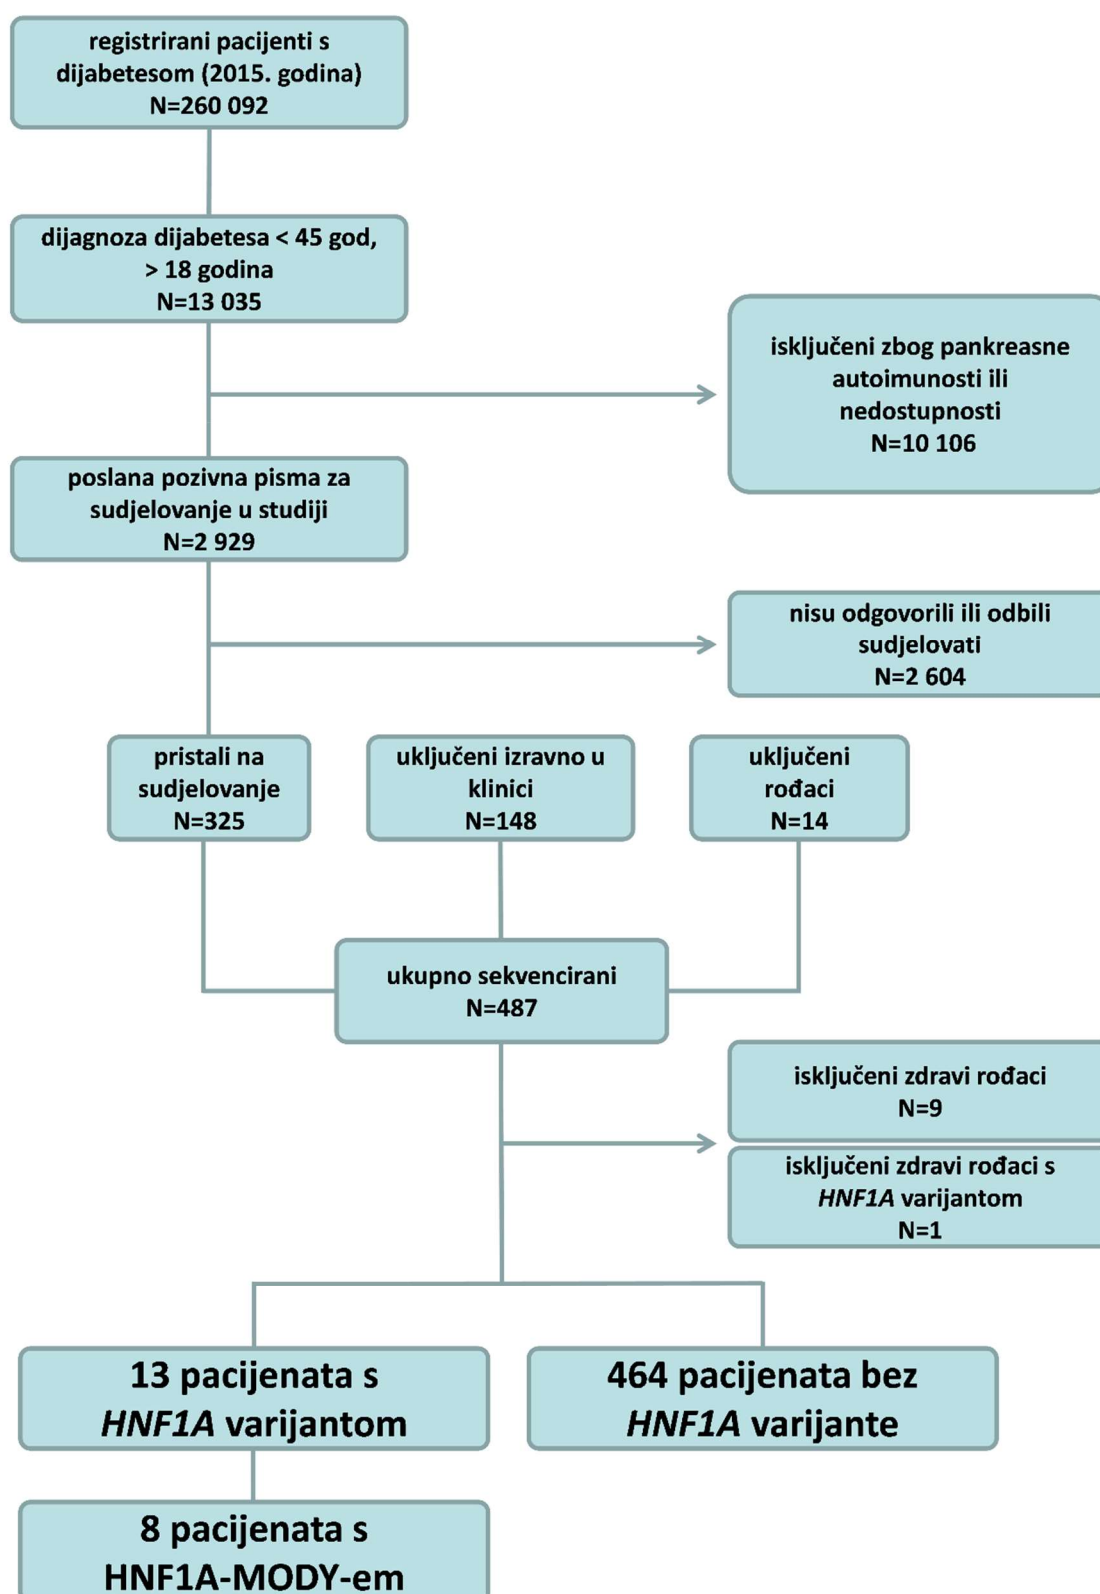 registrirani pacijenti s
dijabetesom (2015. godina)
N=260 092
dijagnoza dijabetesa < 45 god,
> 18 godina
N=13 035
isključeni zbog pankreasne
autoimunosti ili
nedostupnosti
N=10 106
poslana pozivna pisma za
sudjelovanje u studiji
N=2 929
nisu odgovorili ili odbili
sudjelovati
N=2 604
pristali na
sudjelovanje
N=325
uključeni izravno u
klinici
N=148
uključeni
rođaci
N=14
ukupno sekvencirani
N=487
isključeni zdravi rođaci
N=9
isključeni zdravi rođaci s
HNF1A varijantom
N=1
13 pacijenata s
HNF1A varijantom
464 pacijenata bez
HNF1A varijante
8 pacijenata s
HNF1A-MODY-em